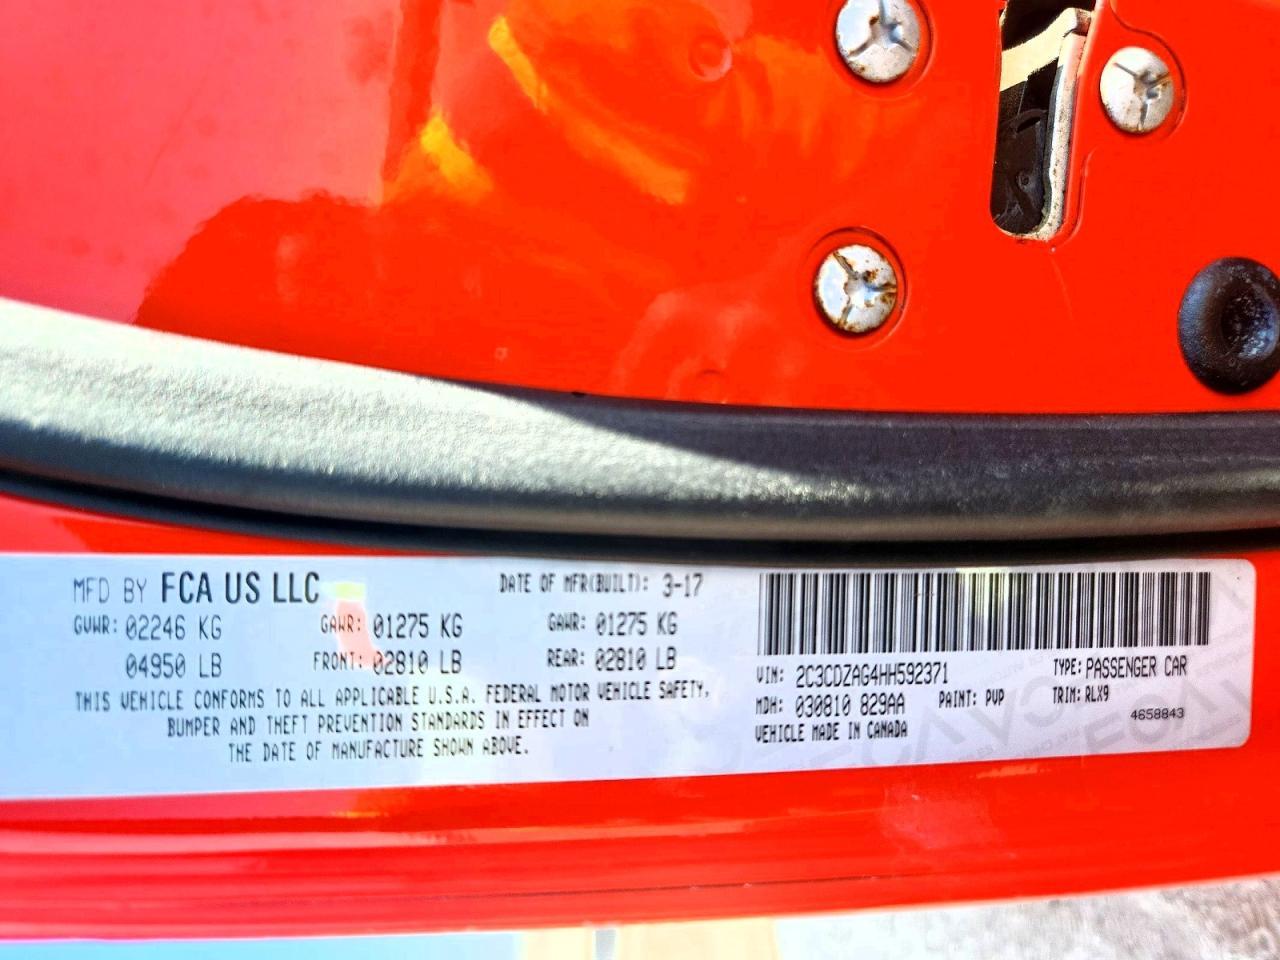 MFD BY FCA US LLC DATE OF MFR(BUILT): 3-17
GVWR: 02246 KG GAWR: 01275 KG GAWR: 01275 KG
04950 LB FRONT: 02810 LB REAR: 02810 LB
THIS VEHICLE CONFORMS TO ALL APPLICABLE U.S.A. FEDERAL MOTOR VEHICLE SAFETY,
BUMPER AND THEFT PREVENTION STANDARDS IN EFFECT ON
THE DATE OF MANUFACTURE SHOWN ABOVE.
VIN: 2C3CDZAG4HH592371 TYPE: PASSENGER CAR
MDH: 030810 829AA PAINT: PVP TRIM: RLX9
VEHICLE MADE IN CANADA 4658843